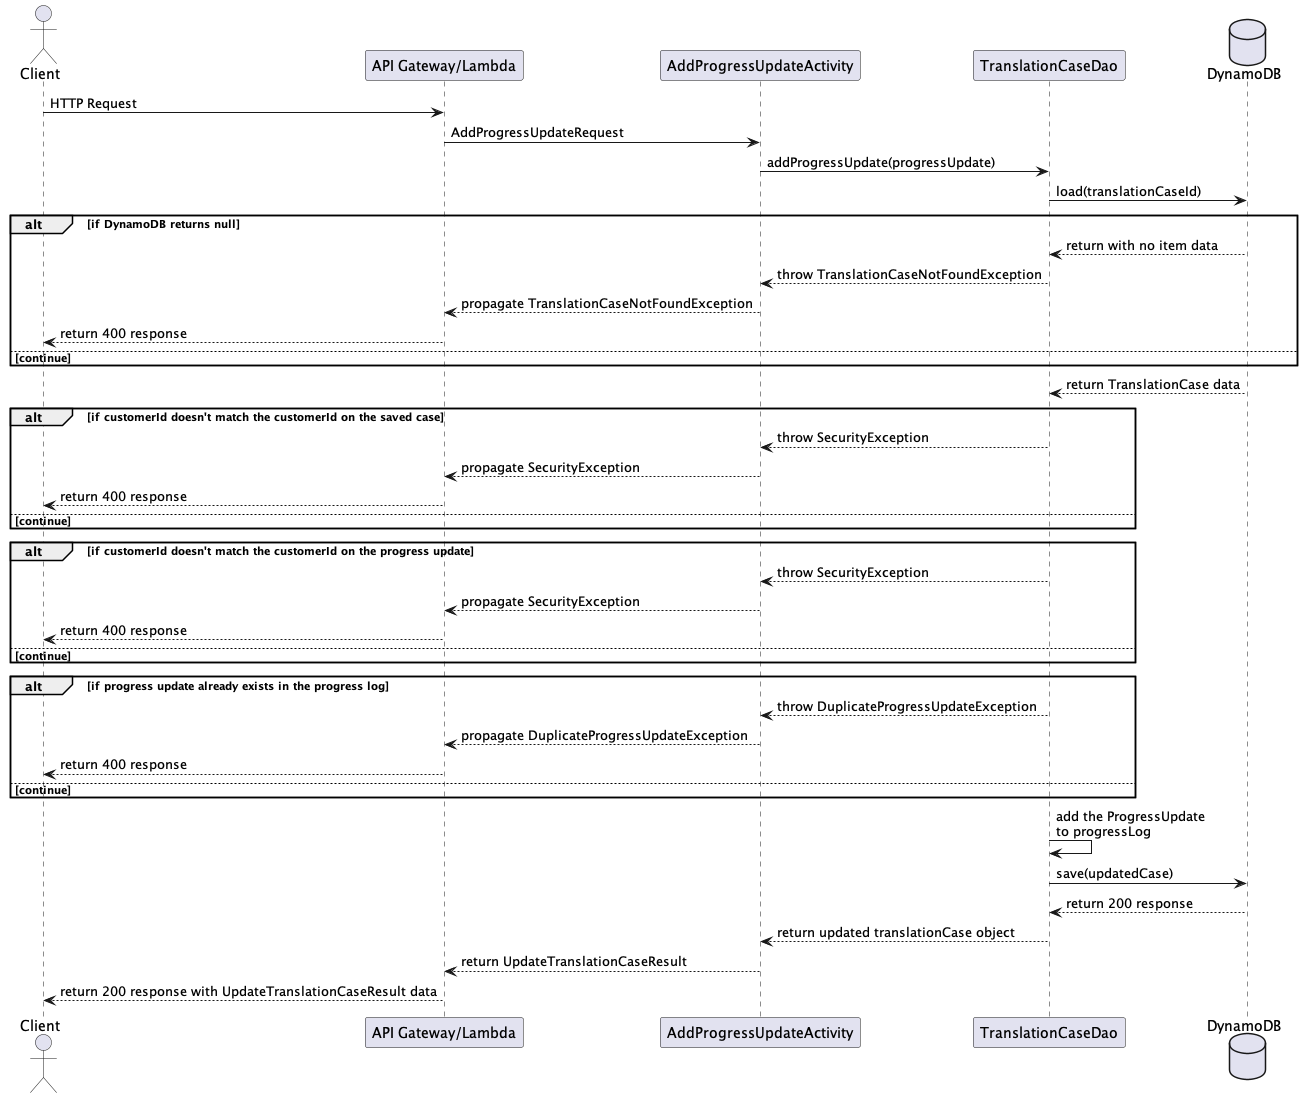 Client
API Gateway/Lambda
AddProgressUpdateActivity
TranslationCaseDao
DynamoDB
HTTP Request
AddProgressUpdateRequest
addProgressUpdate(progressUpdate)
load(translationCaseId)
alt [if DynamoDB returns null]
return with no item data
throw TranslationCaseNotFoundException
propagate TranslationCaseNotFoundException
return 400 response
[continue]
return TranslationCase data
alt [if customerId doesn't match the customerId on the saved case]
throw SecurityException
propagate SecurityException
return 400 response
[continue]
alt [if customerId doesn't match the customerId on the progress update]
throw SecurityException
propagate SecurityException
return 400 response
[continue]
alt [if progress update already exists in the progress log]
throw DuplicateProgressUpdateException
propagate DuplicateProgressUpdateException
return 400 response
[continue]
add the ProgressUpdate
to progressLog
save(updatedCase)
return 200 response
return updated translationCase object
return UpdateTranslationCaseResult
return 200 response with UpdateTranslationCaseResult data
Client
API Gateway/Lambda
AddProgressUpdateActivity
TranslationCaseDao
DynamoDB